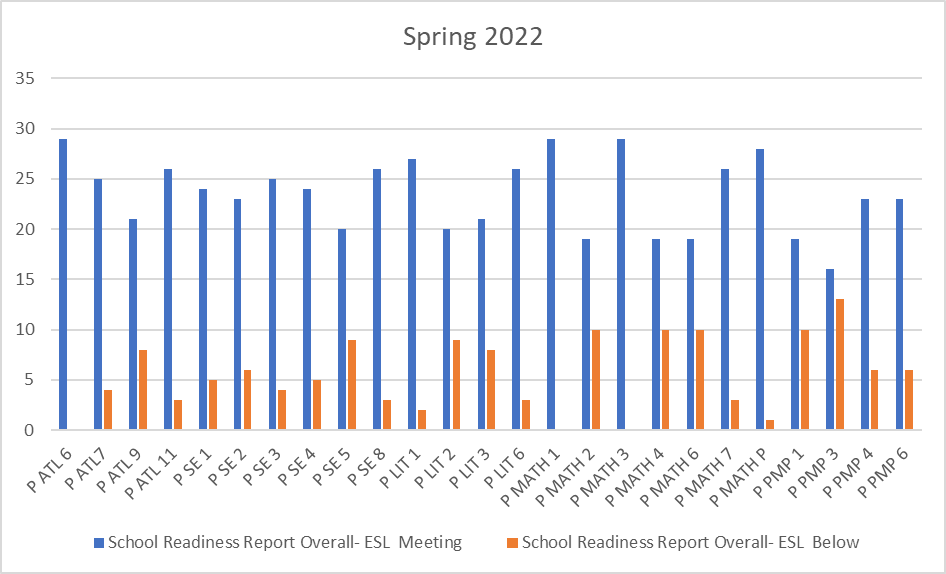 Spring 2022
35
30
25
20
15
10
5
0
P ATL 6
P ATL7
P ATL 9
P ATL 11
P SE 1
P SE 2
P SE 3
P SE 4
P SE 5
P SE 8
P LIT 1
P LIT 2
P LIT 3
P LIT 6
P MATH 1
P MATH 2
P MATH 3
P MATH 4
P MATH 6
P MATH 7
P MATH P
P PMP 1
P PMP 3
P PMP 4
P PMP 6
School Readiness Report Overall- ESL Meeting
School Readiness Report Overall- ESL Below